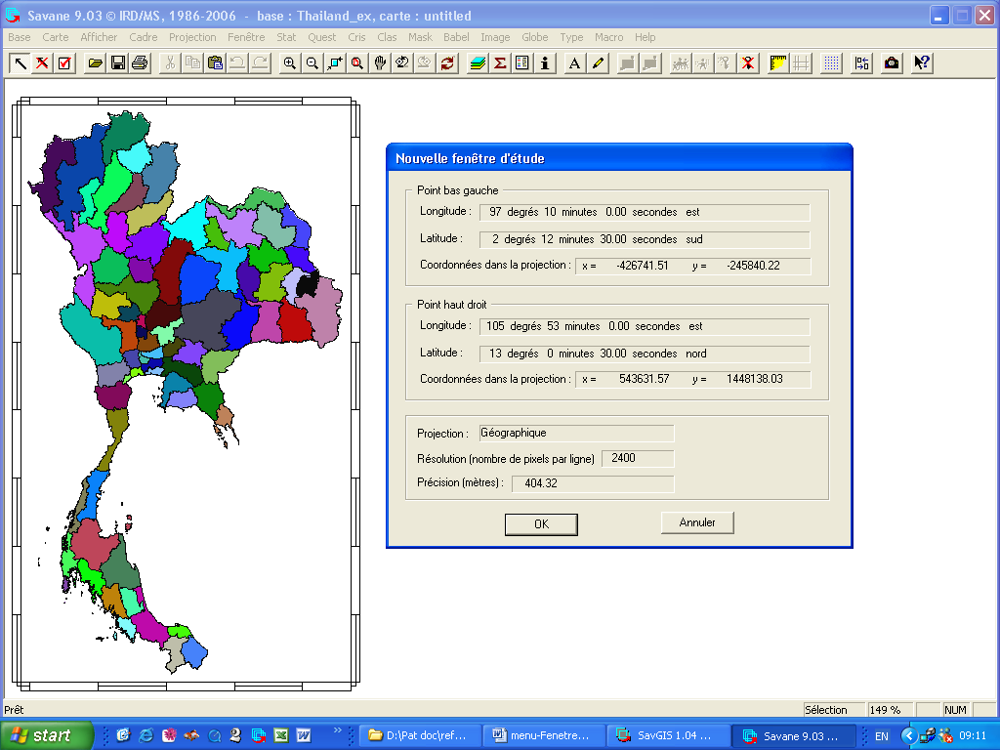 Savane 9.03 © IRD/MS, 1986-2006 - base : Thailand_ex, carte : untitled
Base Carte Afficher Cadre Projection Fenêtre Stat Quest Cris Clas Mask Babel Image Globe Type Macro Help
Nouvelle fenêtre d'étude
Point bas gauche
Longitude : 97 degrés 10 minutes 0.00 secondes est
Latitude : 2 degrés 12 minutes 30.00 secondes sud
Coordonnées dans la projection : x = -426741.51 y = -245840.22
Point haut droit
Longitude : 105 degrés 53 minutes 0.00 secondes est
Latitude : 13 degrés 0 minutes 30.00 secondes nord
Coordonnées dans la projection : x = 543631.57 y = 1448138.03
Projection : Géographique
Résolution (nombre de pixels par ligne) 2400
Précision (mètres) : 404.32
OK Annuler
Prêt Sélection 149 % NUM
start D:\Pat doc\ref... menu-Fenetre... SavGIS 1.04 ... Savane 9.03 ... EN 09:11